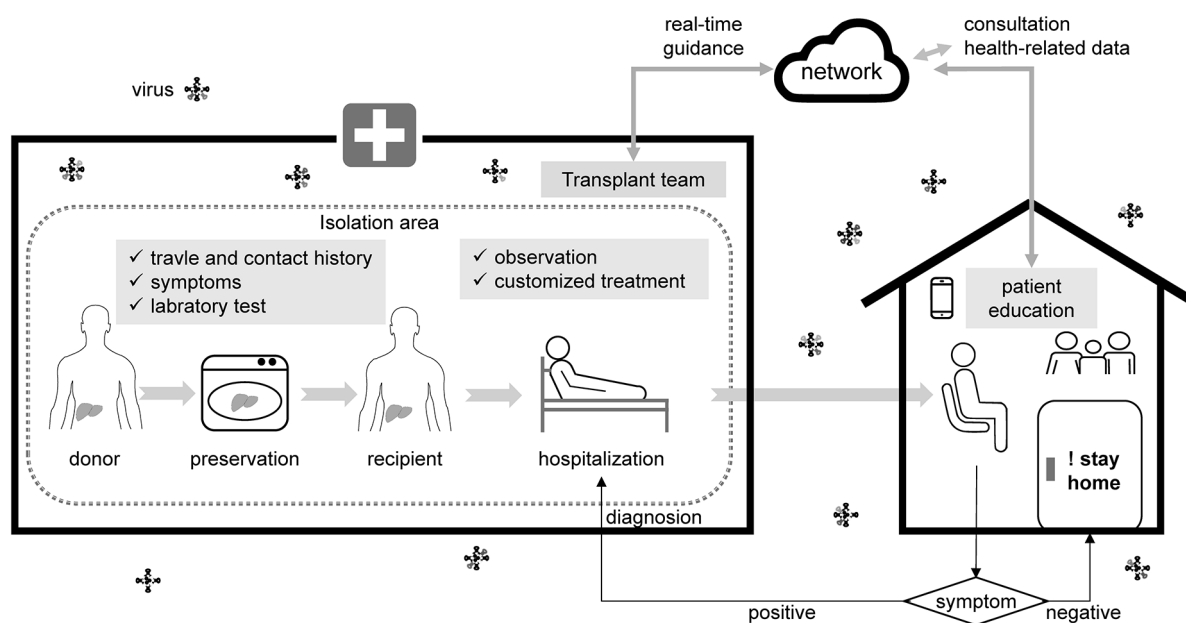 real-time
guidance
network
consultation
health-related data
virus
Transplant team
Isolation area
✓ travle and contact history
✓ symptoms
✓ labratory test
✓ observation
✓ customized treatment
patient
education
donor
preservation
recipient
hospitalization
! stay
home
diagnosion
positive
symptom
negative